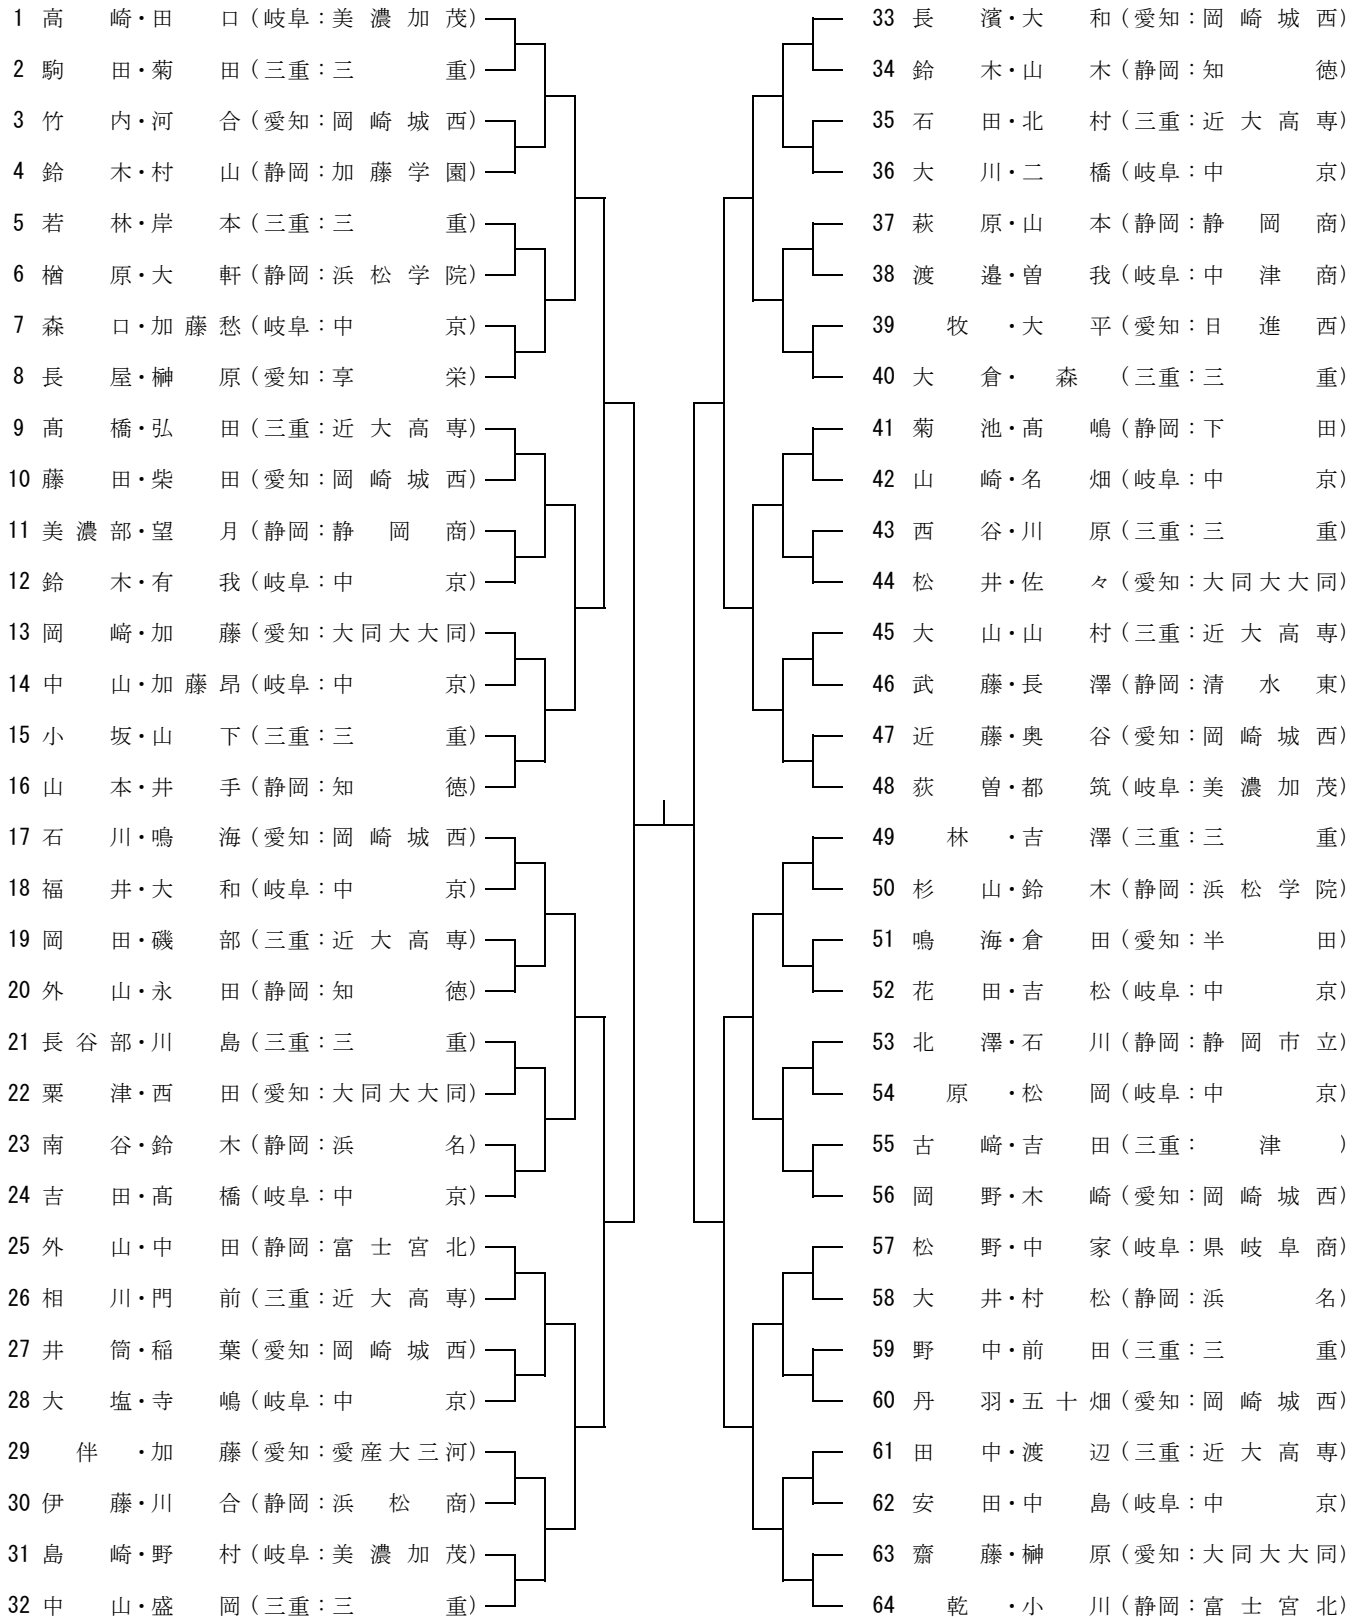 1 高崎・田口(岐阜:美濃加茂)
2 駒田・菊田(三重:三重)
3 竹内・河合(愛知:岡崎城西)
4 鈴木・村山(静岡:加藤学園)
5 若林・岸本(三重:三重)
6 楢原・大軒(静岡:浜松学院)
7 森口・加藤愁(岐阜:中京)
8 長屋・榊原(愛知:享栄)
9 髙橋・弘田(三重:近大高専)
10 藤田・柴田(愛知:岡崎城西)
11 美濃部・望月(静岡:静岡商)
12 鈴木・有我(岐阜:中京)
13 岡﨑・加藤(愛知:大同大大同)
14 中山・加藤昂(岐阜:中京)
15 小坂・山下(三重:三重)
16 山本・井手(静岡:知徳)
17 石川・鳴海(愛知:岡崎城西)
18 福井・大和(岐阜:中京)
19 岡田・磯部(三重:近大高専)
20 外山・永田(静岡:知徳)
21 長谷部・川島(三重:三重)
22 粟津・西田(愛知:大同大大同)
23 南谷・鈴木(静岡:浜名)
24 吉田・髙橋(岐阜:中京)
25 外山・中田(静岡:富士宮北)
26 相川・門前(三重:近大高専)
27 井筒・稲葉(愛知:岡崎城西)
28 大塩・寺嶋(岐阜:中京)
29 伴・加藤(愛知:愛産大三河)
30 伊藤・川合(静岡:浜松商)
31 島崎・野村(岐阜:美濃加茂)
32 中山・盛岡(三重:三重)
33 長濱・大和(愛知:岡崎城西)
34 鈴木・山木(静岡:知徳)
35 石田・北村(三重:近大高専)
36 大川・二橋(岐阜:中京)
37 萩原・山本(静岡:静岡商)
38 渡邉・曽我(岐阜:中津商)
39 牧・大平(愛知:日進西)
40 大倉・森(三重:三重)
41 菊池・髙嶋(静岡:下田)
42 山崎・名畑(岐阜:中京)
43 西谷・川原(三重:三重)
44 松井・佐々(愛知:大同大大同)
45 大山・山村(三重:近大高専)
46 武藤・長澤(静岡:清水東)
47 近藤・奥谷(愛知:岡崎城西)
48 荻曽・都筑(岐阜:美濃加茂)
49 林・吉澤(三重:三重)
50 杉山・鈴木(静岡:浜松学院)
51 鳴海・倉田(愛知:半田)
52 花田・吉松(岐阜:中京)
53 北澤・石川(静岡:静岡市立)
54 原・松岡(岐阜:中京)
55 古﨑・吉田(三重:津)
56 岡野・木崎(愛知:岡崎城西)
57 松野・中家(岐阜:県岐阜商)
58 大井・村松(静岡:浜名)
59 野中・前田(三重:三重)
60 丹羽・五十畑(愛知:岡崎城西)
61 田中・渡辺(三重:近大高専)
62 安田・中島(岐阜:中京)
63 齋藤・榊原(愛知:大同大大同)
64 乾・小川(静岡:富士宮北)